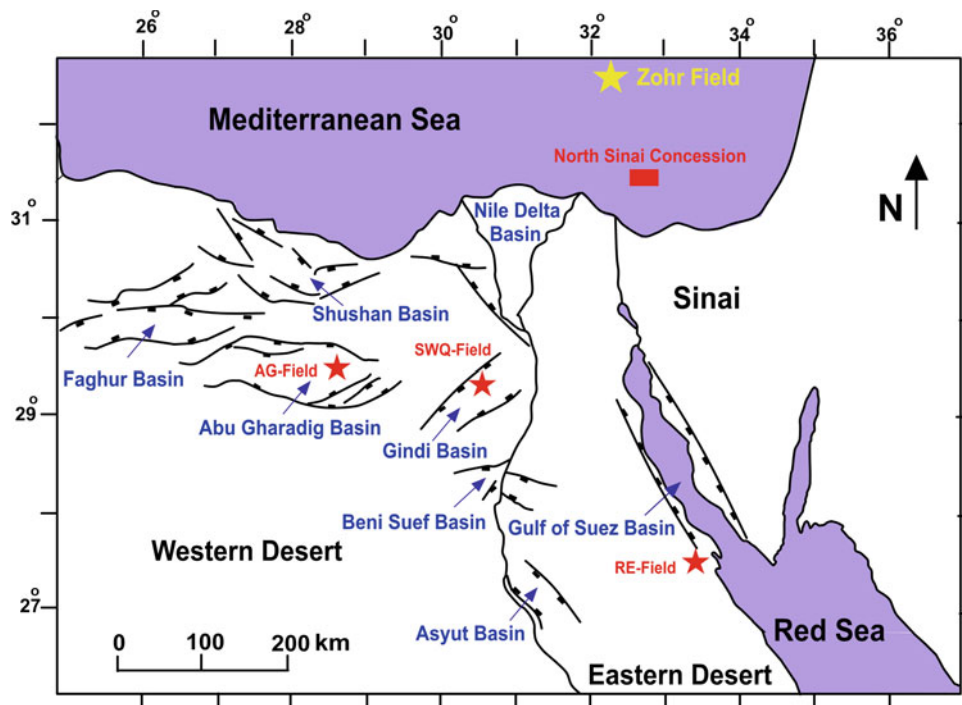 26° 28° 30° 32° 34° 36°
Zohr Field
Mediterranean Sea
North Sinai Concession
31°
Nile Delta
Basin
N
Sinai
Shushan Basin
SWQ-Field
AG-Field
Faghur Basin
29°
Abu Gharadig Basin
Gindi Basin
Beni Suef Basin
Gulf of Suez Basin
Western Desert
RE-Field
27°
Asyut Basin
Red Sea
0 100 200 km
Eastern Desert